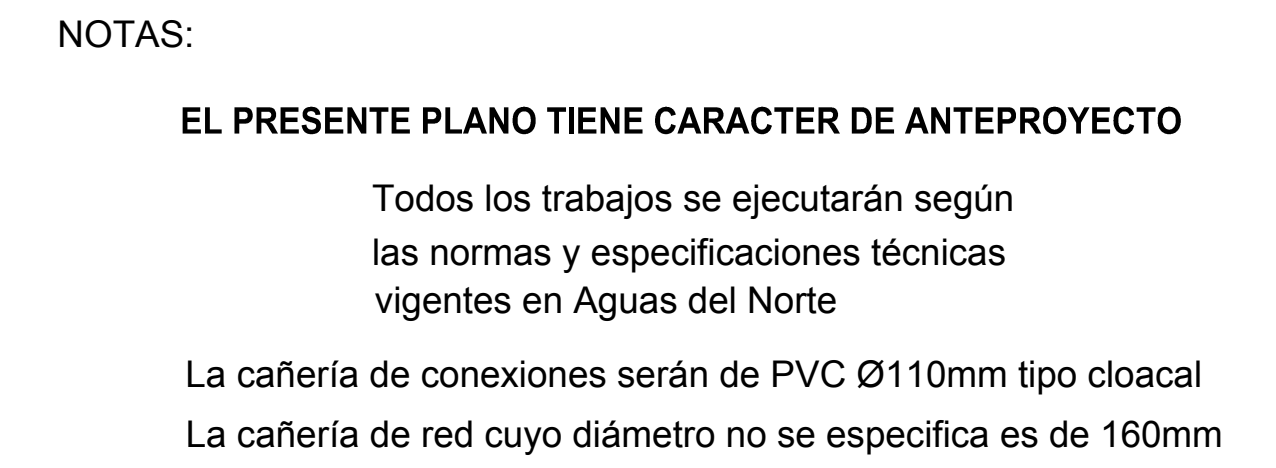 NOTAS:
EL PRESENTE PLANO TIENE CARACTER DE ANTEPROYECTO
Todos los trabajos se ejecutarán según
las normas y especificaciones técnicas
vigentes en Aguas del Norte
La cañería de conexiones serán de PVC Ø110mm tipo cloacal
La cañería de red cuyo diámetro no se especifica es de 160mm